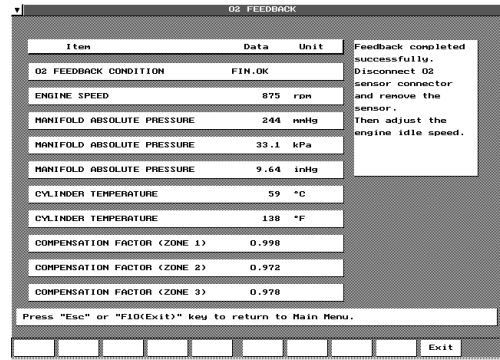 O2 FEEDBACK
Item Data Unit
O2 FEEDBACK CONDITION FIN.OK
ENGINE SPEED 875 rpm
MANIFOLD ABSOLUTE PRESSURE 244 mmHg
MANIFOLD ABSOLUTE PRESSURE 33.1 kPa
MANIFOLD ABSOLUTE PRESSURE 9.64 inHg
CYLINDER TEMPERATURE 59 °C
CYLINDER TEMPERATURE 138 °F
COMPENSATION FACTOR (ZONE 1) 0.998
COMPENSATION FACTOR (ZONE 2) 0.972
COMPENSATION FACTOR (ZONE 3) 0.978
Feedback completed
successfully.
Disconnect O2
sensor connector
and remove the
sensor.
Then adjust the
engine idle speed.
Press "Esc" or "F10(Exit)" key to return to Main Menu.
Exit